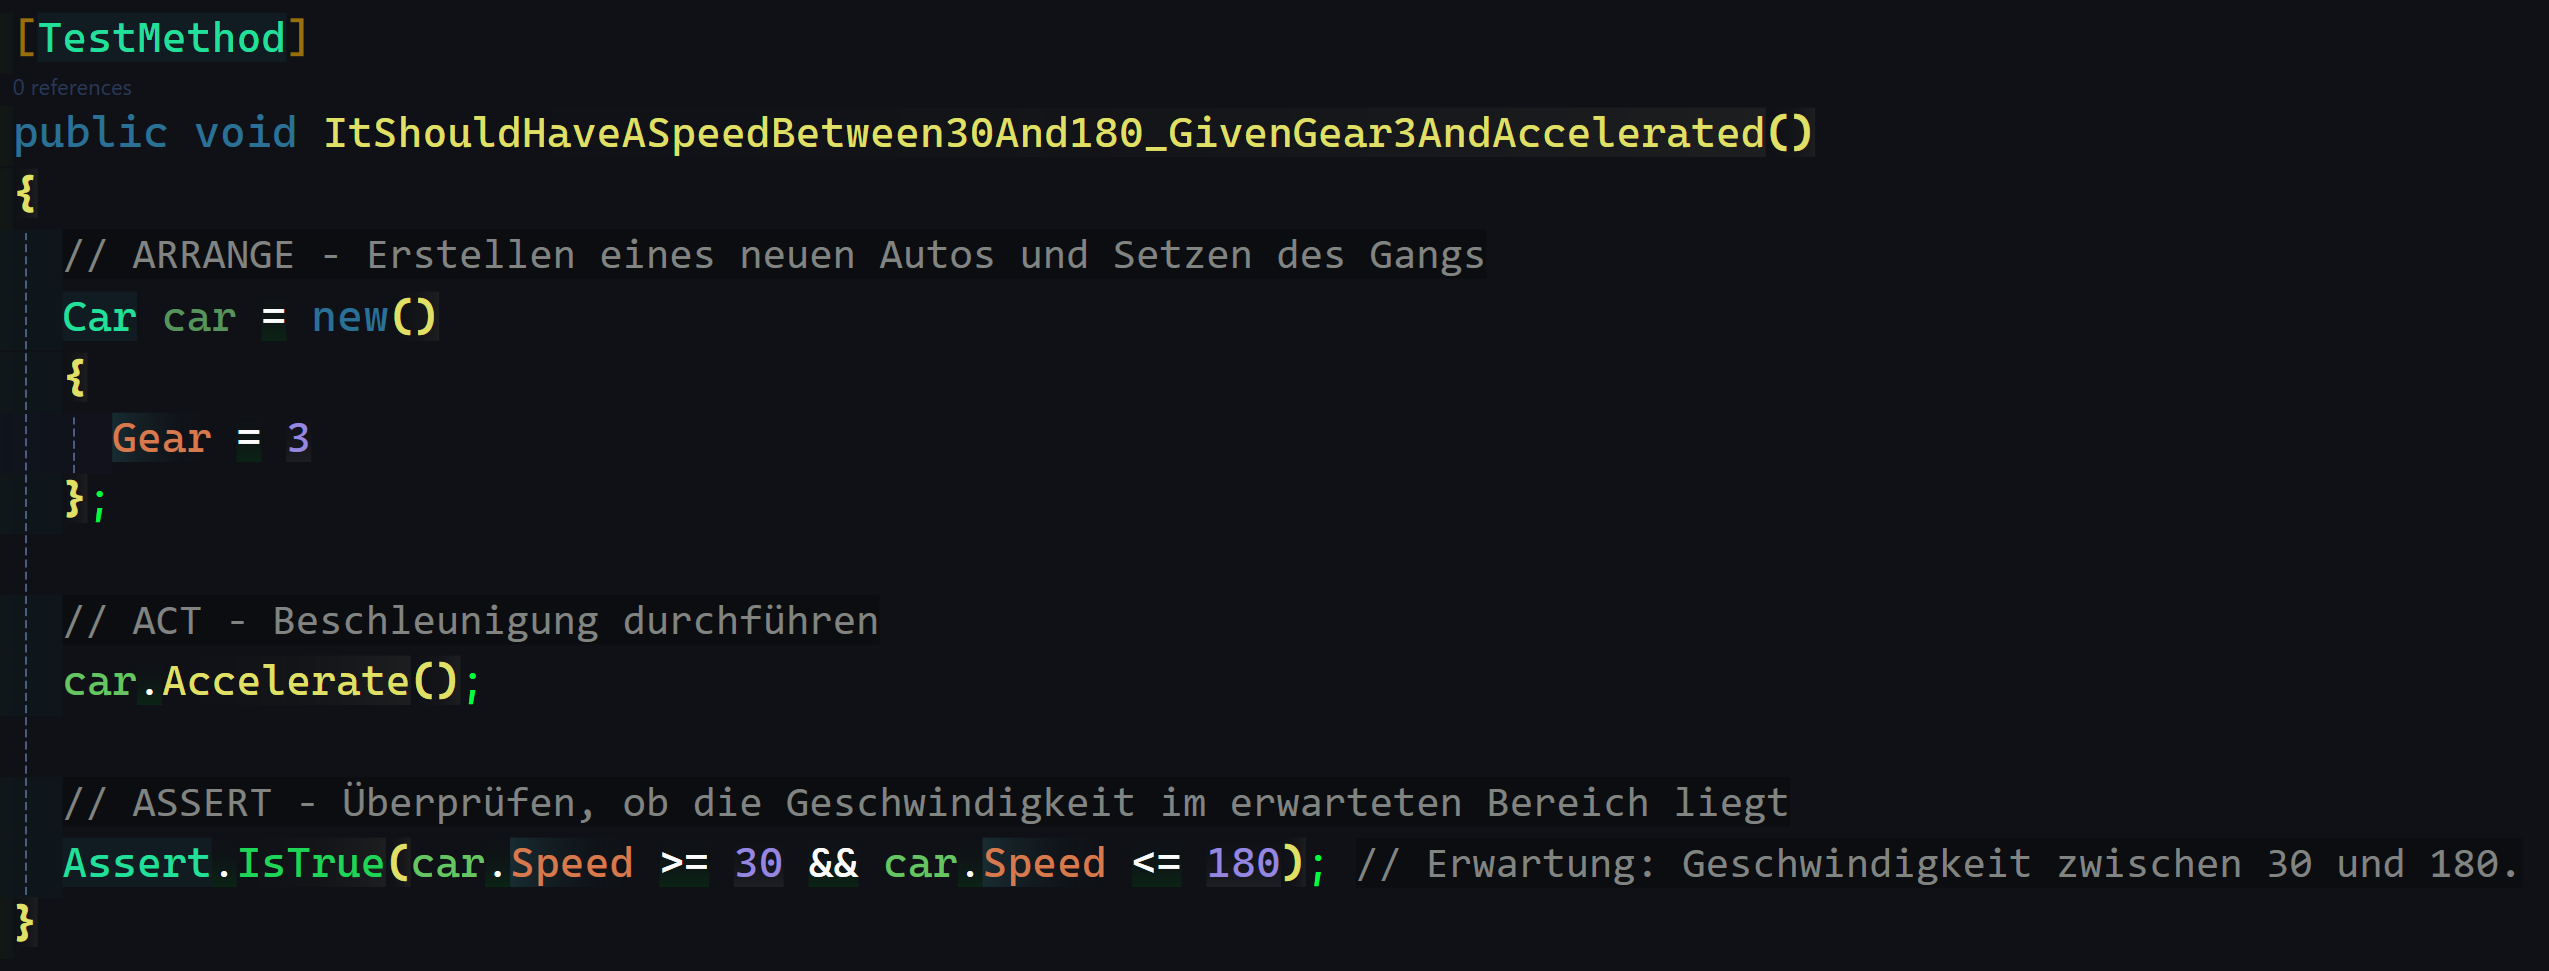 [TestMethod]
0 references
public void ItShouldHaveASpeedBetween30And180_GivenGear3AndAccelerated()
{
// ARRANGE - Erstellen eines neuen Autos und Setzen des Gangs
Car car = new()
{
Gear = 3
};
// ACT - Beschleunigung durchführen
car.Accelerate();
// ASSERT - Überprüfen, ob die Geschwindigkeit im erwarteten Bereich liegt
Assert.IsTrue(car.Speed >= 30 && car.Speed <= 180); // Erwartung: Geschwindigkeit zwischen 30 und 180.
}